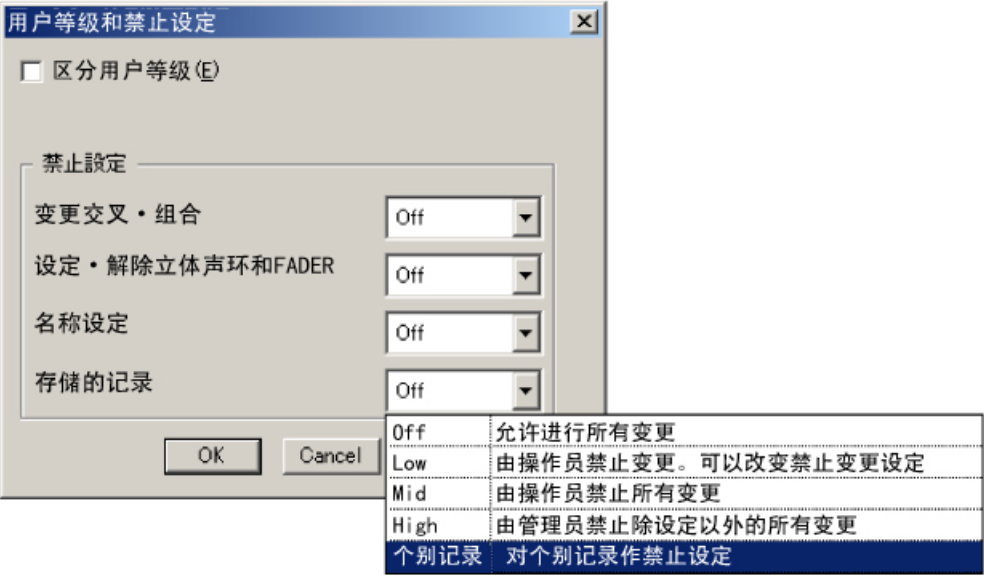 用户等级和禁止设定
区分用户等级(E)
禁止設定
变更交叉・组合 Off
设定・解除立体声环和FADER Off
名称设定 Off
存储的记录 Off
OK Cancel
Off 允许进行所有变更
Low 由操作员禁止变更。可以改变禁止变更设定
Mid 由操作员禁止所有变更
High 由管理员禁止除设定以外的所有变更
个别记录 对个别记录作禁止设定